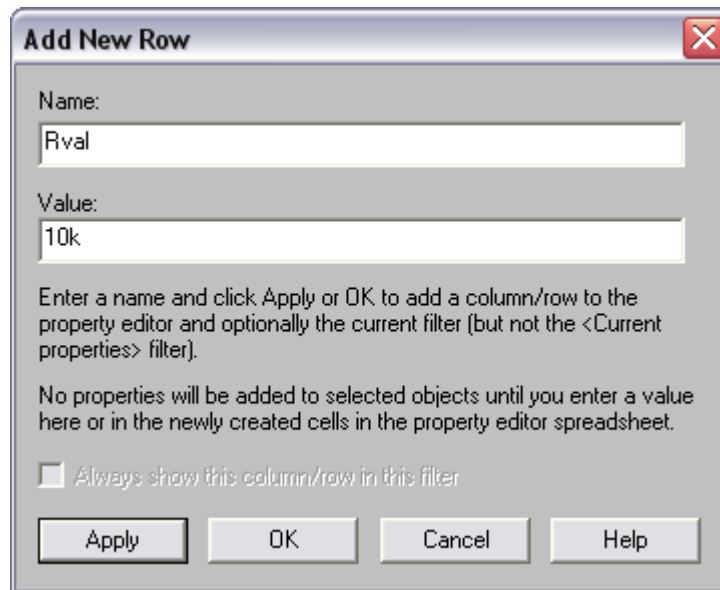 Add New Row
Name:
Rval
Value:
10k
Enter a name and click Apply or OK to add a column/row to the
property editor and optionally the current filter (but not the <Current
properties> filter).
No properties will be added to selected objects until you enter a value
here or in the newly created cells in the property editor spreadsheet.
Always show this column/row in this filter
Apply OK Cancel Help